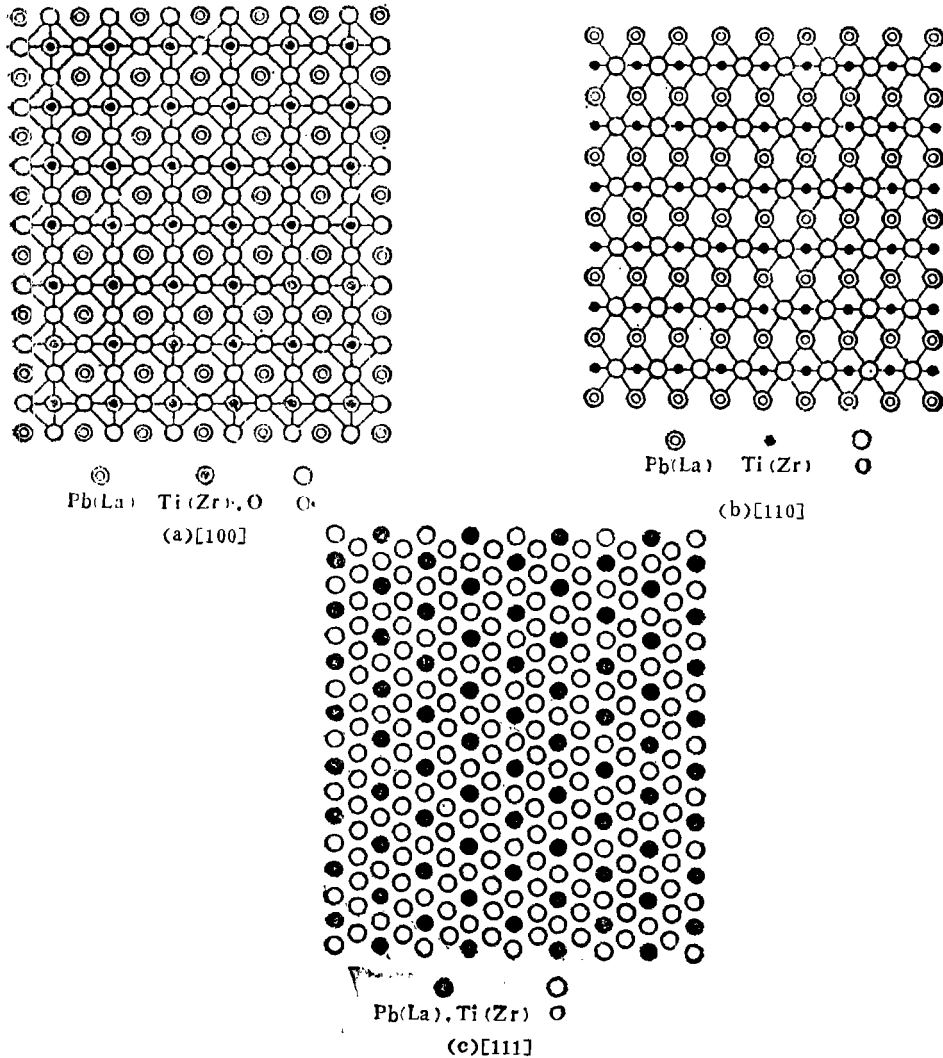 Pb(La) Ti(Zr), O O
(a)[100]
Pb(La) Ti(Zr) O
(b)[110]
Pb(La), Ti(Zr) O
(c)[111]